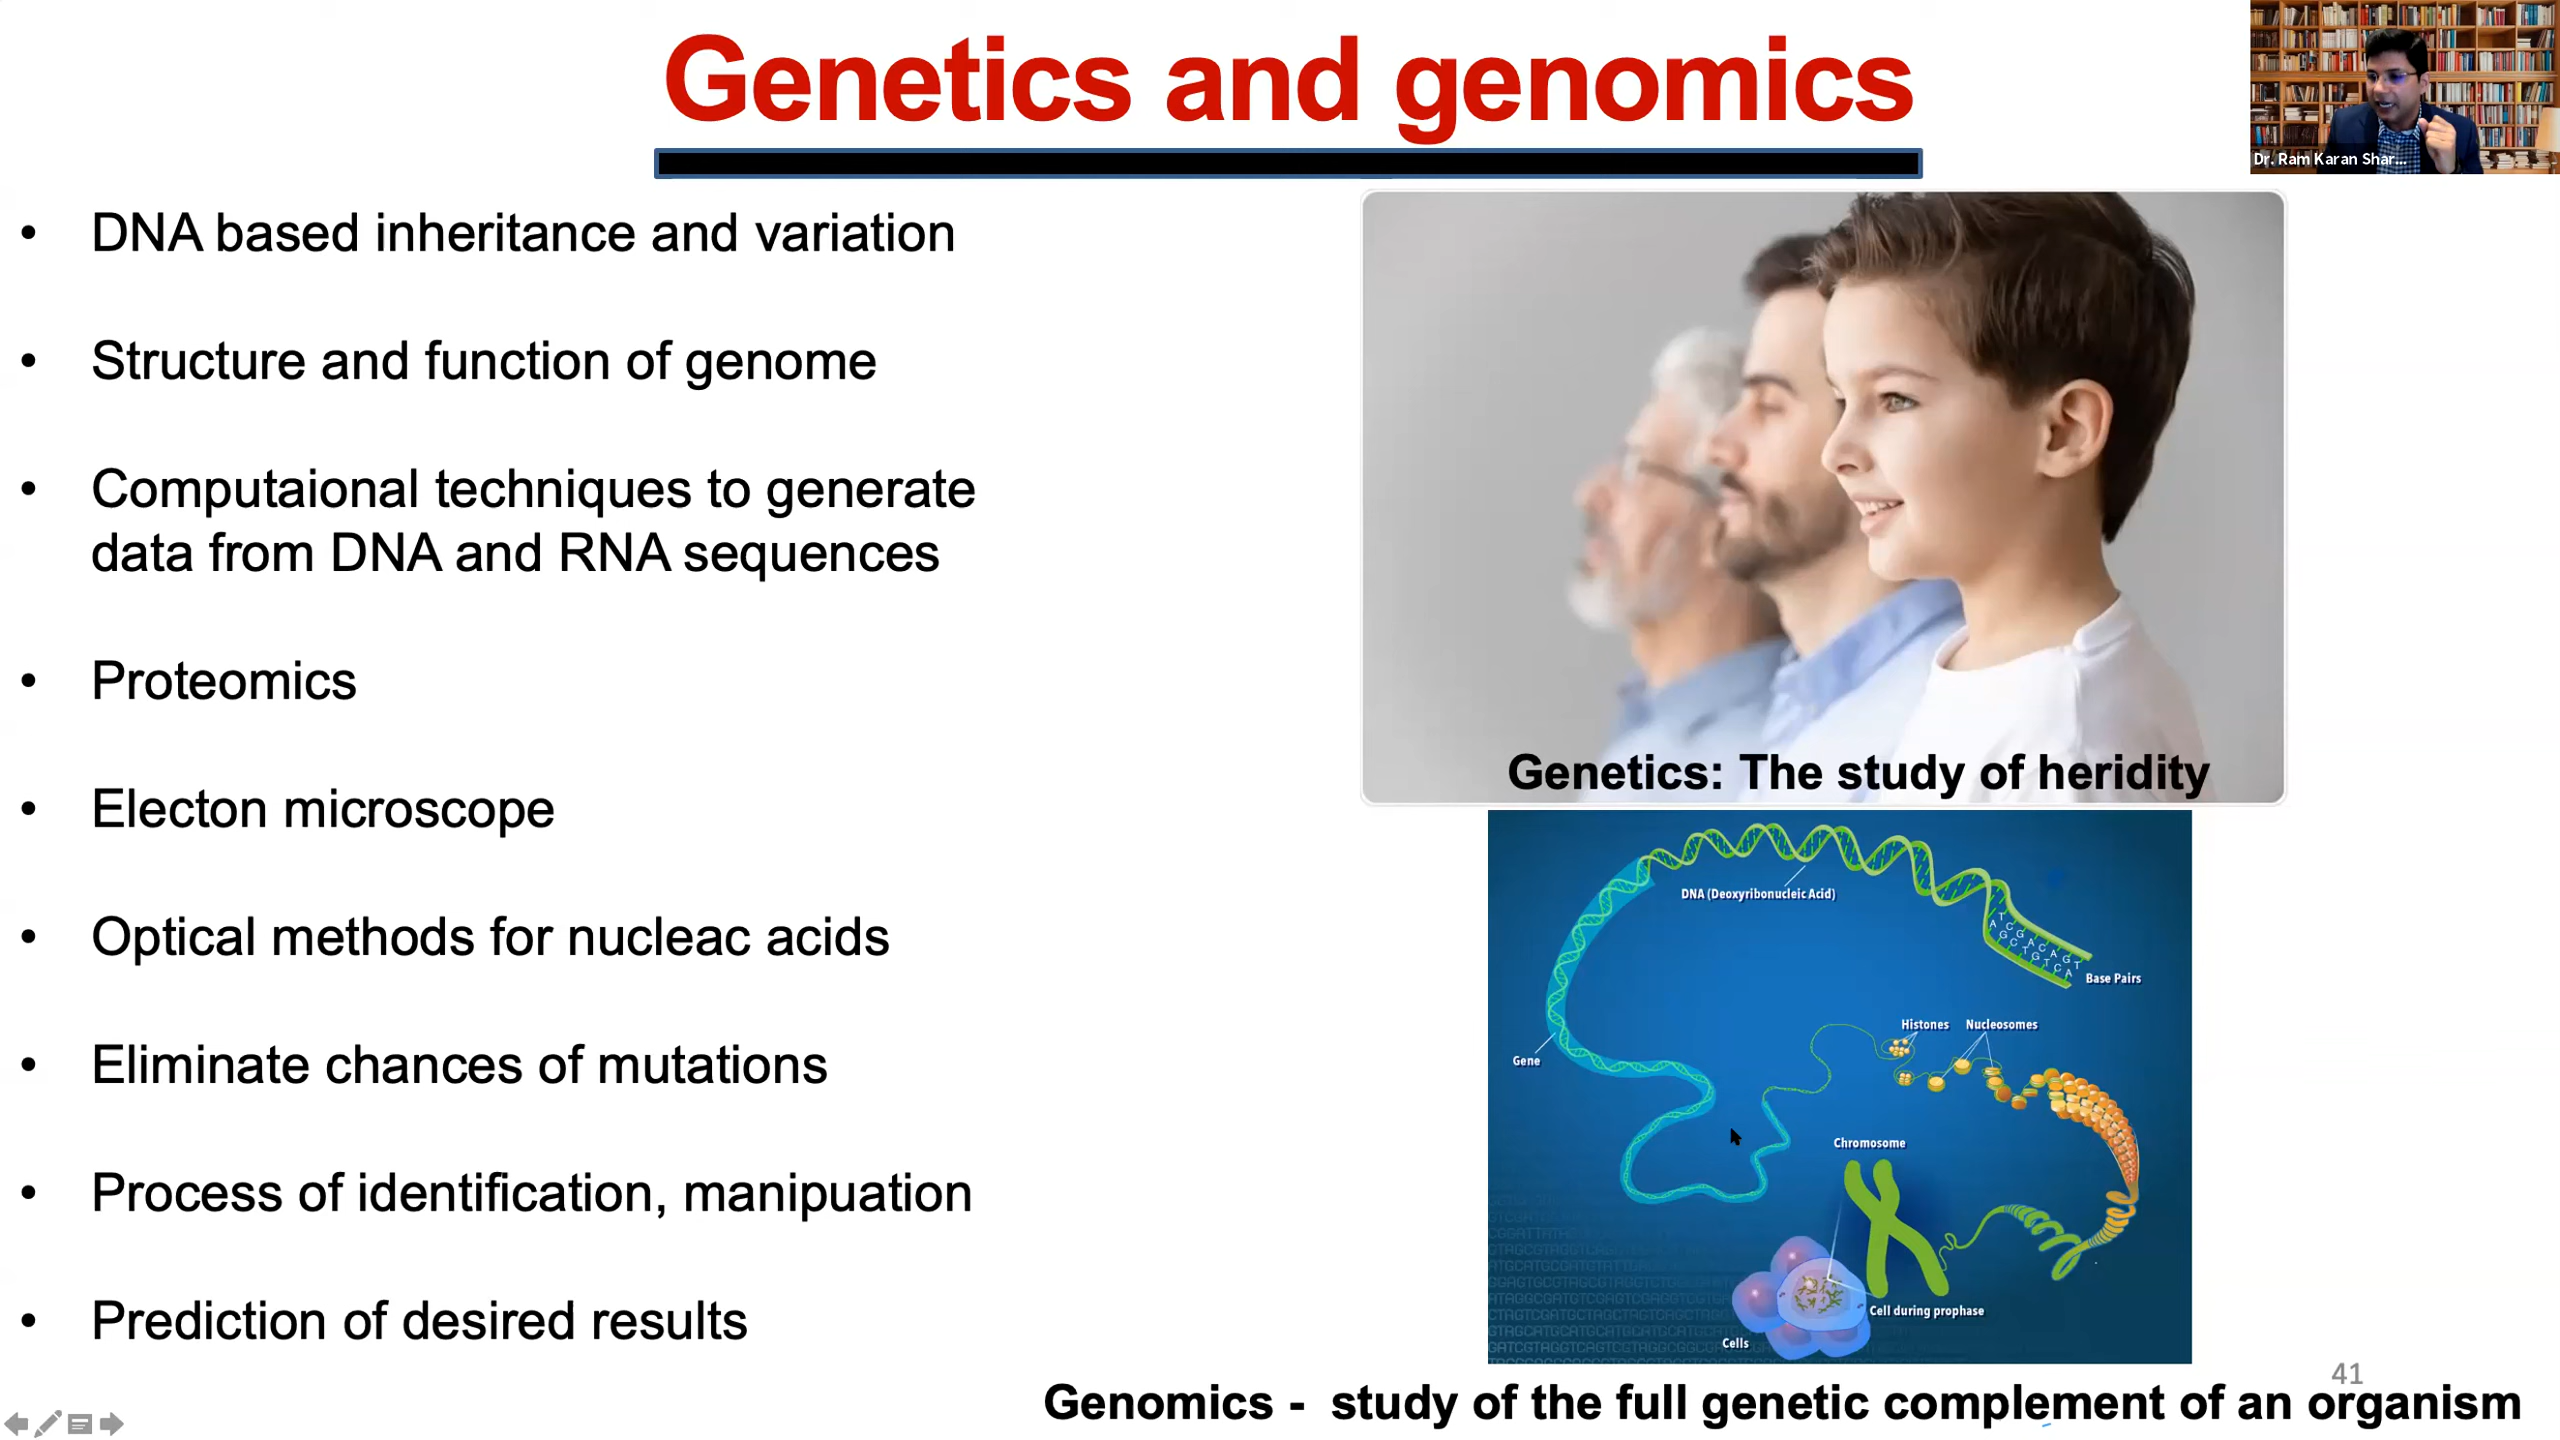 Genetics and genomics
Dr. Ram Karan Shar...
• DNA based inheritance and variation
• Structure and function of genome
• Computaional techniques to generate
data from DNA and RNA sequences
• Proteomics
• Electon microscope
• Optical methods for nucleac acids
• Eliminate chances of mutations
• Process of identification, manipuation
• Prediction of desired results
Genetics: The study of heridity
DNA (Deoxyribonucleic Acid)
Base Pairs
Histones Nucleosomes
Gene
Chromosome
Cell during prophase
Cells
41
Genomics - study of the full genetic complement of an organism